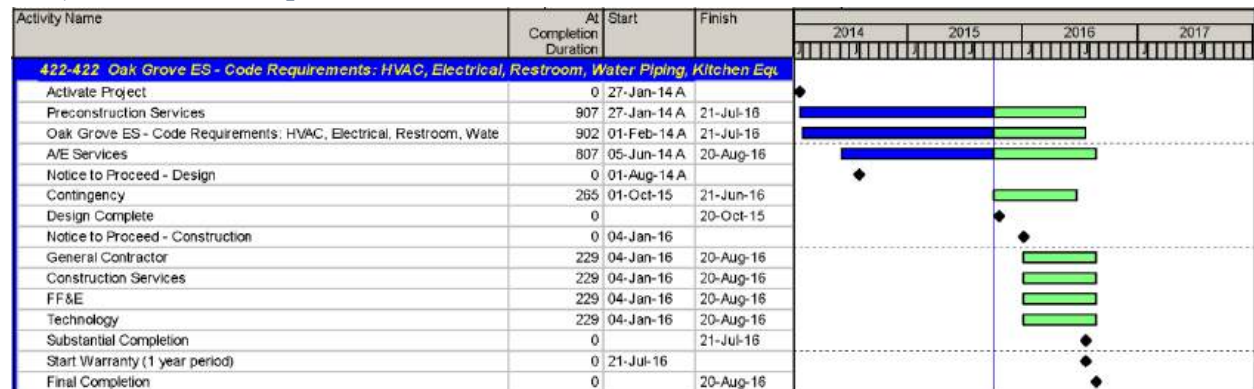 Activity Name At Completion Duration Start Finish
2014 2015 2016 2017
J J J J
422-422 Oak Grove ES - Code Requirements: HVAC, Electrical, Restroom, Water Piping, Kitchen Equ
Activate Project 0 27-Jan-14 A
Preconstruction Services 907 27-Jan-14 A 21-Jul-16
Oak Grove ES - Code Requirements: HVAC, Electrical, Restroom, Wate 902 01-Feb-14 A 21-Jul-16
A/E Services 807 05-Jun-14 A 20-Aug-16
Notice to Proceed - Design 0 01-Aug-14 A
Contingency 265 01-Oct-15 21-Jun-16
Design Complete 0 20-Oct-15
Notice to Proceed - Construction 0 04-Jan-16
General Contractor 229 04-Jan-16 20-Aug-16
Construction Services 229 04-Jan-16 20-Aug-16
FF&E 229 04-Jan-16 20-Aug-16
Technology 229 04-Jan-16 20-Aug-16
Substantial Completion 0 21-Jul-16
Start Warranty (1 year period) 0 21-Jul-16
Final Completion 0 20-Aug-16